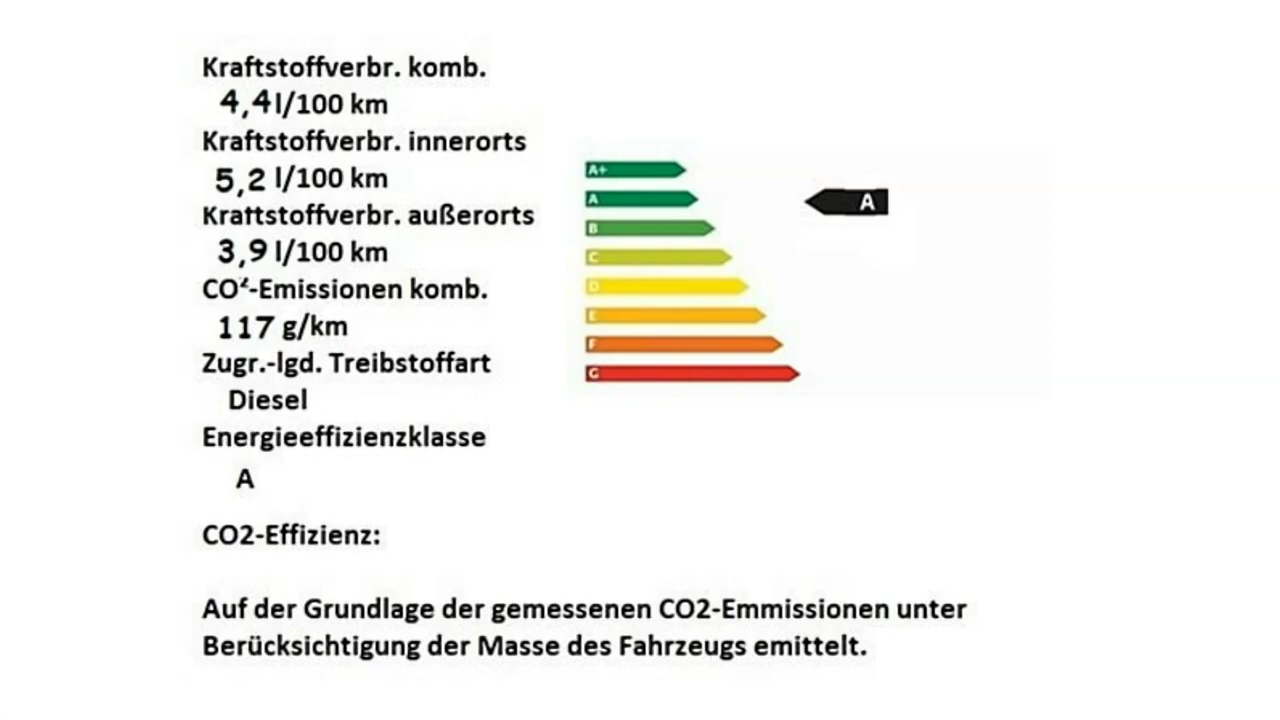 Kraftstoffverbr. komb.
4,4 l/100 km
Kraftstoffverbr. innerorts
5,2 l/100 km
Kraftstoffverbr. außerorts
3,9 l/100 km
CO²-Emissionen komb.
117 g/km
Zugr.-lgd. Treibstoffart
Diesel
Energieeffizienzklasse
A
A+
A
A
B
C
D
E
F
G
CO2-Effizienz:
Auf der Grundlage der gemessenen CO2-Emmissionen unter
Berücksichtigung der Masse des Fahrzeugs emittelt.